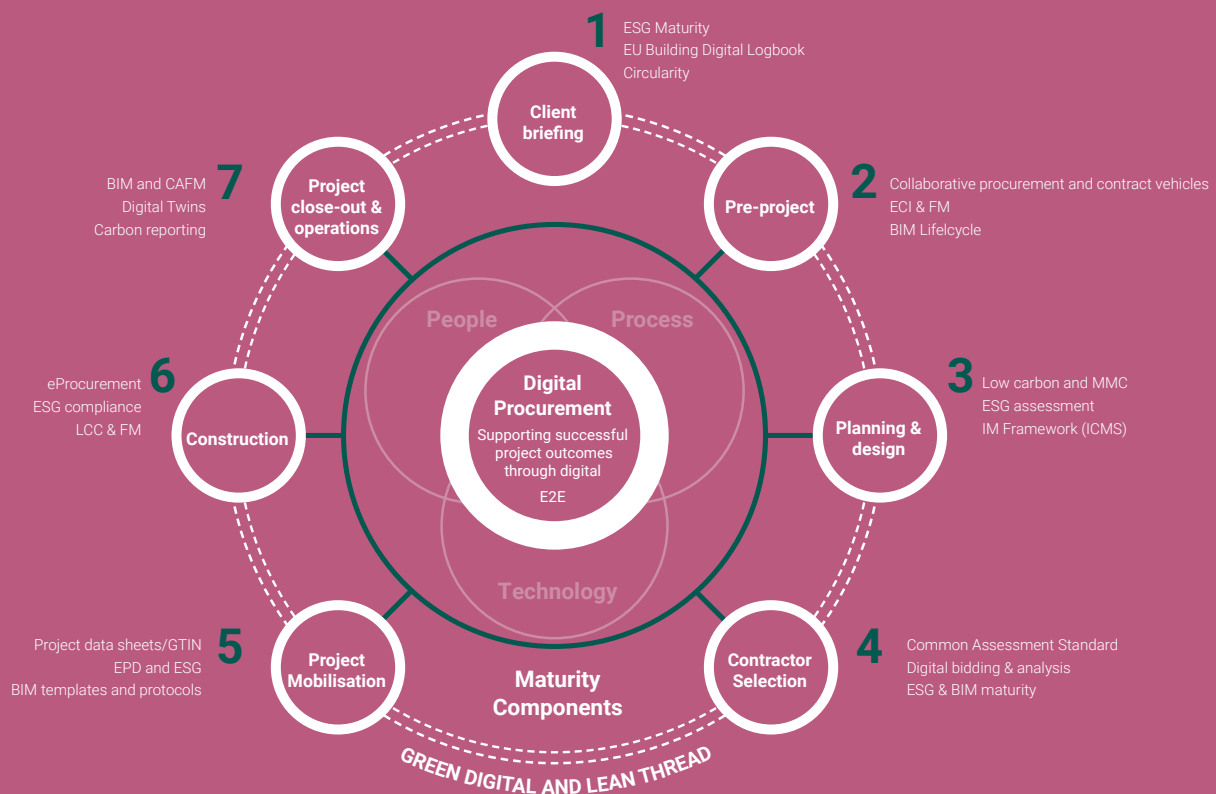 1
ESG Maturity
EU Building Digital Logbook
Circularity
Client
briefing
2
Collaborative procurement and contract vehicles
ECI & FM
BIM Lifelcycle
Pre-project
3
Low carbon and MMC
ESG assessment
IM Framework (ICMS)
Planning &
design
4
Common Assessment Standard
Digital bidding & analysis
ESG & BIM maturity
Contractor
Selection
5
Project data sheets/GTIN
EPD and ESG
BIM templates and protocols
Project
Mobilisation
6
eProcurement
ESG compliance
LCC & FM
Construction
7
BIM and CAFM
Digital Twins
Carbon reporting
Project
close-out &
operations
People
Process
Technology
Digital
Procurement
Supporting successful
project outcomes
through digital
E2E
Maturity
Components
GREEN DIGITAL AND LEAN THREAD